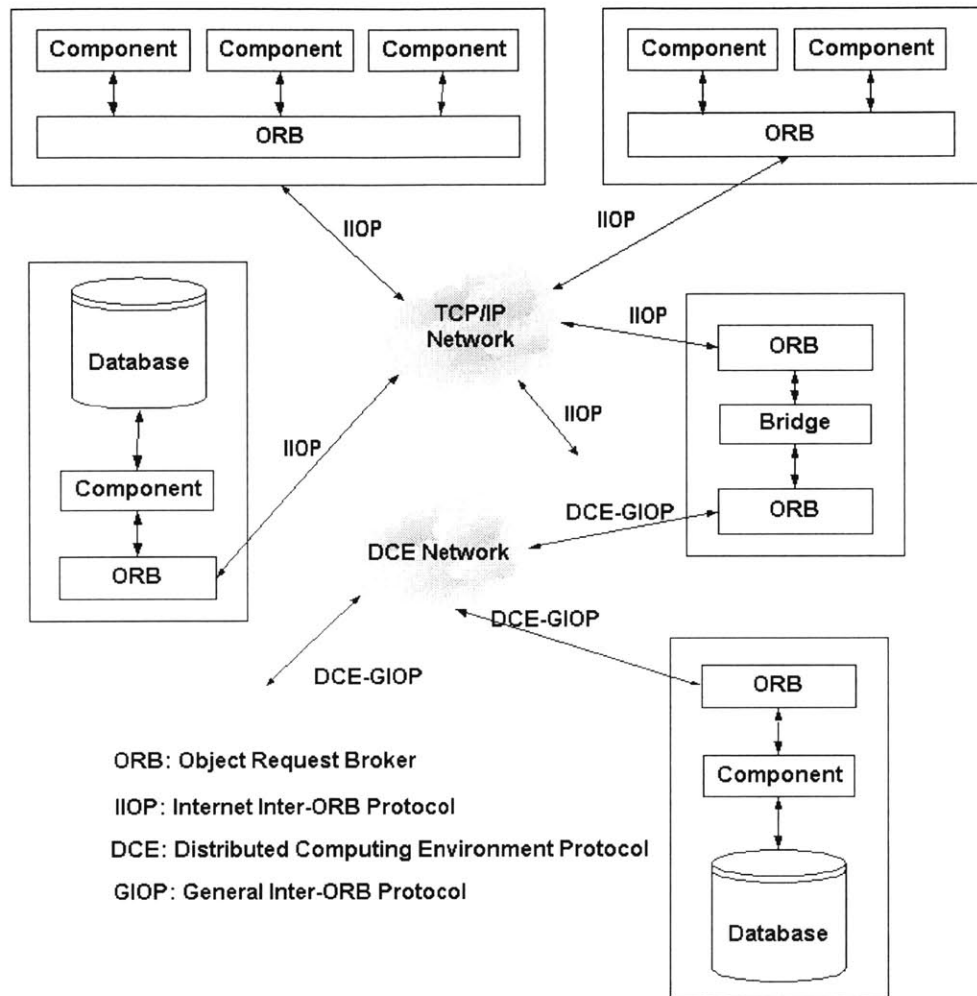 Component
Component
Component
ORB
Component
Component
ORB
IIOP
IIOP
Database
Component
ORB
IIOP
TCP/IP
Network
IIOP
IIOP
ORB
Bridge
ORB
DCE-GIOP
DCE Network
DCE-GIOP
DCE-GIOP
ORB
Component
Database
ORB: Object Request Broker
IIOP: Internet Inter-ORB Protocol
DCE: Distributed Computing Environment Protocol
GIOP: General Inter-ORB Protocol